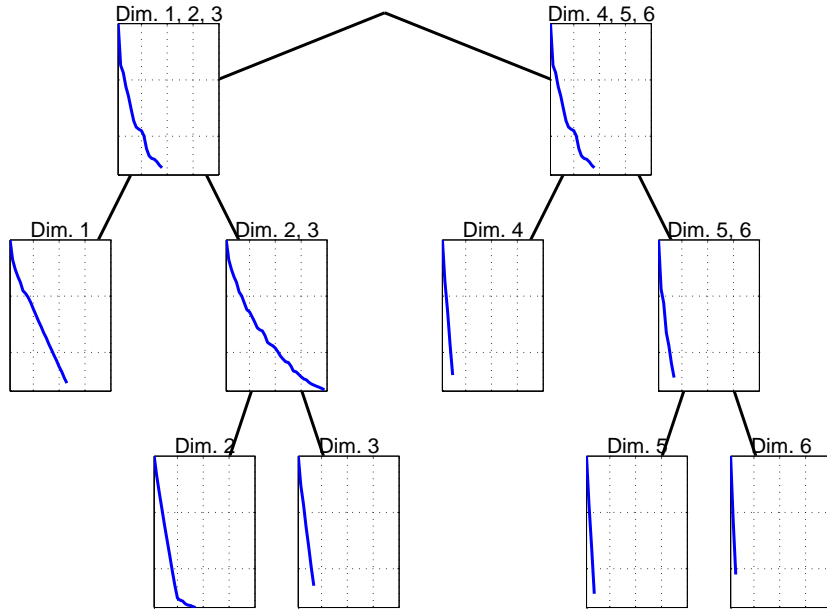 Dim. 1, 2, 3
Dim. 4, 5, 6
Dim. 1
Dim. 2, 3
Dim. 4
Dim. 5, 6
Dim. 2
Dim. 3
Dim. 5
Dim. 6